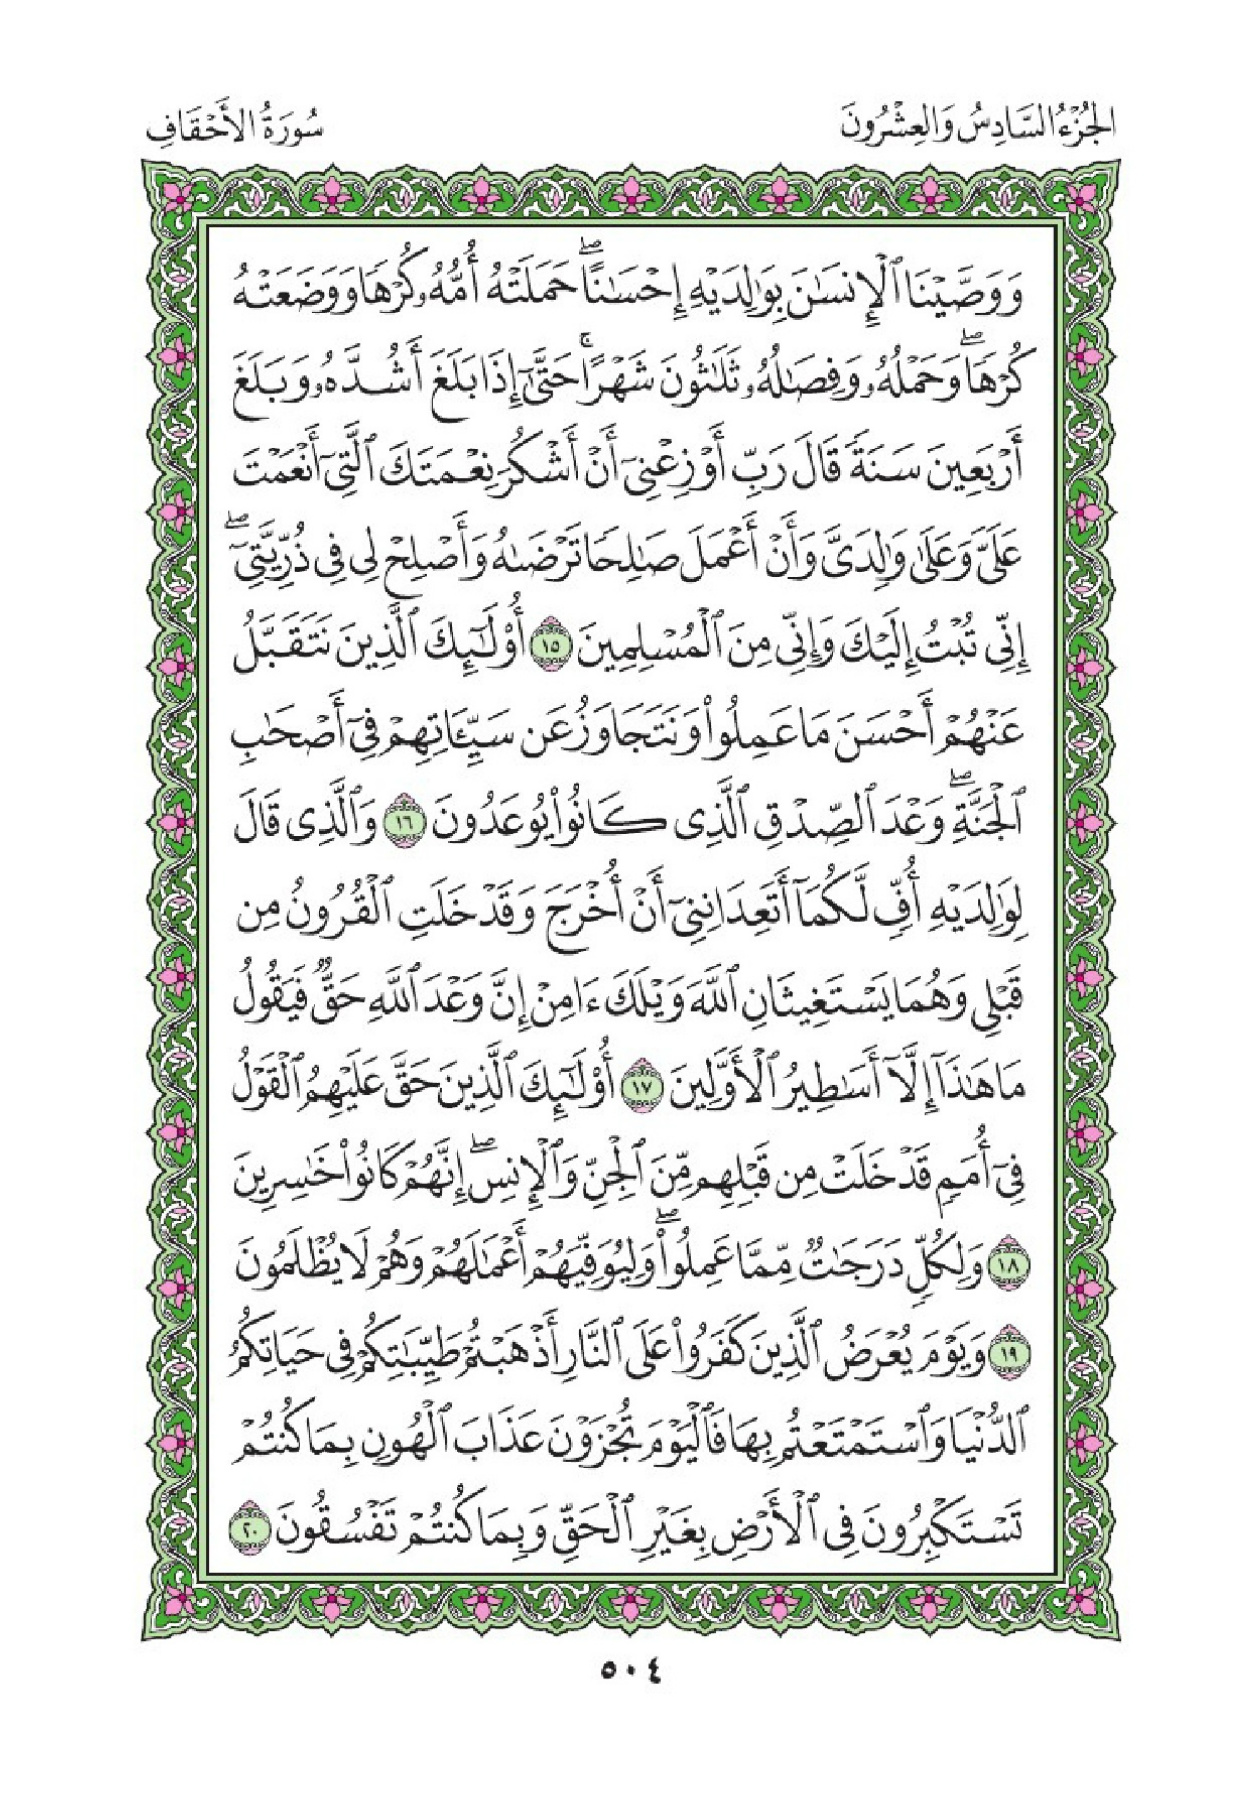 الجُزْءُ السَّادِسُ وَالعِشْرُونَ
سُورَةُ الأَحْقَافِ
وَوَصَّيْنَا ٱلْإِنسَٰنَ بِوَٰلِدَيْهِ إِحْسَٰنًاۖ حَمَلَتْهُ أُمُّهُۥ كُرْهًا وَوَضَعَتْهُ
كُرْهًاۖ وَحَمْلُهُۥ وَفِصَٰلُهُۥ ثَلَٰثُونَ شَهْرًاۚ حَتَّىٰٓ إِذَا بَلَغَ أَشُدَّهُۥ وَبَلَغَ
أَرْبَعِينَ سَنَةً قَالَ رَبِّ أَوْزِعْنِىٓ أَنْ أَشْكُرَ نِعْمَتَكَ ٱلَّتِىٓ أَنْعَمْتَ
عَلَىَّ وَعَلَىٰ وَٰلِدَىَّ وَأَنْ أَعْمَلَ صَٰلِحًا تَرْضَىٰهُ وَأَصْلِحْ لِى فِى ذُرِّيَّتِىٓۖ
إِنِّى تُبْتُ إِلَيْكَ وَإِنِّى مِنَ ٱلْمُسْلِمِينَ ١٥ أُو۟لَٰٓئِكَ ٱلَّذِينَ نَتَقَبَّلُ
عَنْهُمْ أَحْسَنَ مَا عَمِلُوا۟ وَنَتَجَاوَزُ عَن سَيِّـَٔاتِهِمْ فِىٓ أَصْحَٰبِ
ٱلْجَنَّةِۖ وَعْدَ ٱلصِّدْقِ ٱلَّذِى كَانُوا۟ يُوعَدُونَ ١٦ وَٱلَّذِى قَالَ
لِوَٰلِدَيْهِ أُفٍّ لَّكُمَآ أَتَعِدَانِنِىٓ أَنْ أُخْرَجَ وَقَدْ خَلَتِ ٱلْقُرُونُ مِن
قَبْلِى وَهُمَا يَسْتَغِيثَانِ ٱللَّهَ وَيْلَكَ ءَامِنْ إِنَّ وَعْدَ ٱللَّهِ حَقٌّ فَيَقُولُ
مَا هَٰذَآ إِلَّآ أَسَٰطِيرُ ٱلْأَوَّلِينَ ١٧ أُو۟لَٰٓئِكَ ٱلَّذِينَ حَقَّ عَلَيْهِمُ ٱلْقَوْلُ
فِىٓ أُمَمٍ قَدْ خَلَتْ مِن قَبْلِهِم مِّنَ ٱلْجِنِّ وَٱلْإِنسِۖ إِنَّهُمْ كَانُوا۟ خَٰسِرِينَ
١٨ وَلِكُلٍّ دَرَجَٰتٌ مِّمَّا عَمِلُوا۟ۖ وَلِيُوَفِّيَهُمْ أَعْمَٰلَهُمْ وَهُمْ لَا يُظْلَمُونَ
١٩ وَيَوْمَ يُعْرَضُ ٱلَّذِينَ كَفَرُوا۟ عَلَى ٱلنَّارِ أَذْهَبْتُمْ طَيِّبَٰتِكُمْ فِى حَيَاتِكُمُ
ٱلدُّنْيَا وَٱسْتَمْتَعْتُم بِهَا فَٱلْيَوْمَ تُجْزَوْنَ عَذَابَ ٱلْهُونِ بِمَا كُنتُمْ
تَسْتَكْبِرُونَ فِى ٱلْأَرْضِ بِغَيْرِ ٱلْحَقِّ وَبِمَا كُنتُمْ تَفْسُقُونَ ٢٠
٥٠٤